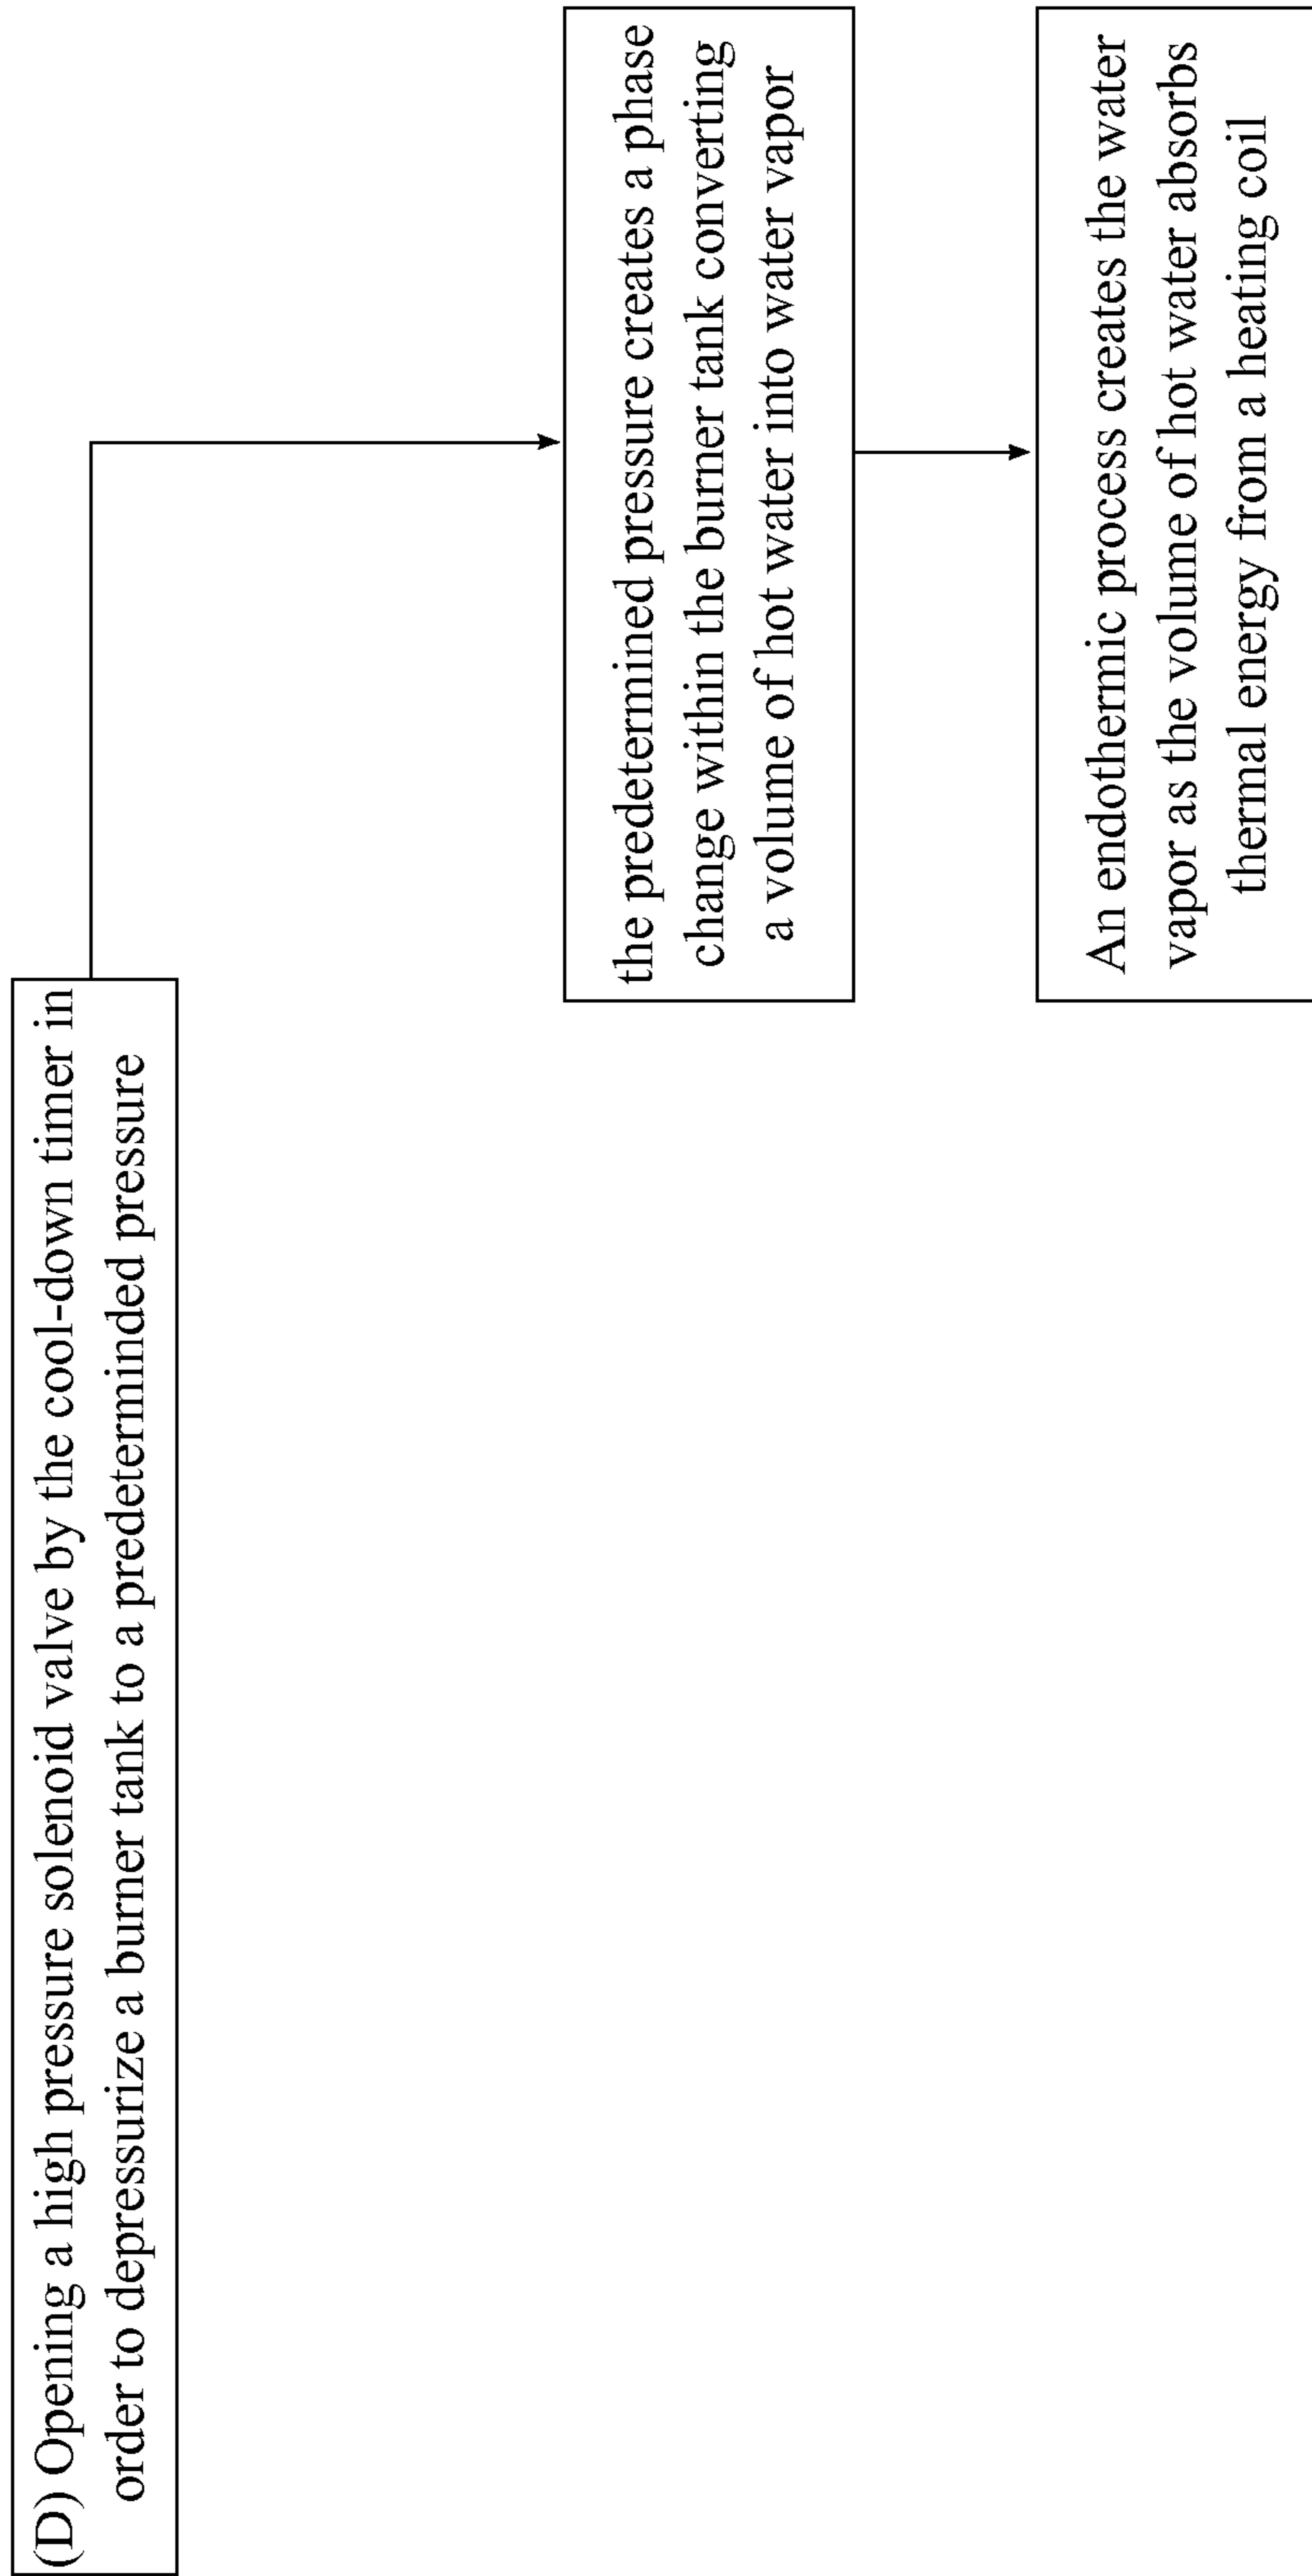 (D) Opening a high pressure solenoid valve by the cool-down timer in
order to depressurize a burner tank to a predeterminded pressure
the predetermined pressure creates a phase
change within the burner tank converting
a volume of hot water into water vapor
An endothermic process creates the water
vapor as the volume of hot water absorbs
thermal energy from a heating coil